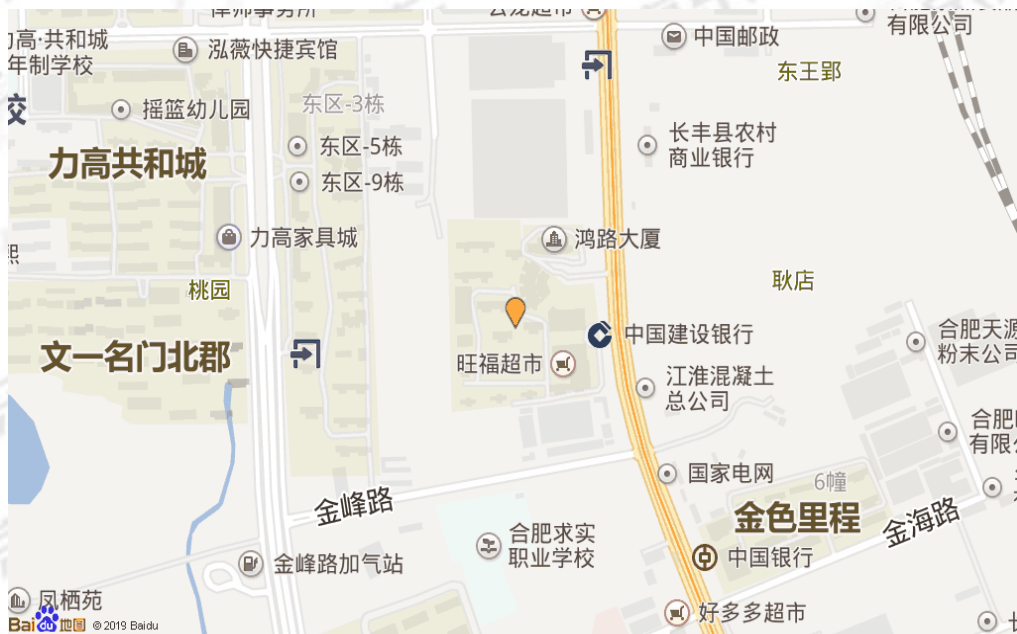 有限公司
力高·共和城
年制学校
泓薇快捷宾馆
中国邮政
东王郢
东区-3栋
校
摇篮幼儿园
东区-5栋
长丰县农村
商业银行
力高共和城
东区-9栋
力高家具城
鸿路大厦
熙
桃园
耿店
中国建设银行
合肥天源
粉末公司
文一名门北郡
旺福超市
江淮混凝土
总公司
合肥
有限公
国家电网
6幢
金峰路
金色里程
金海路
合肥求实
职业学校
金峰路加气站
中国银行
凤栖苑
好多多超市
Bai du 地图 © 2019 Baidu